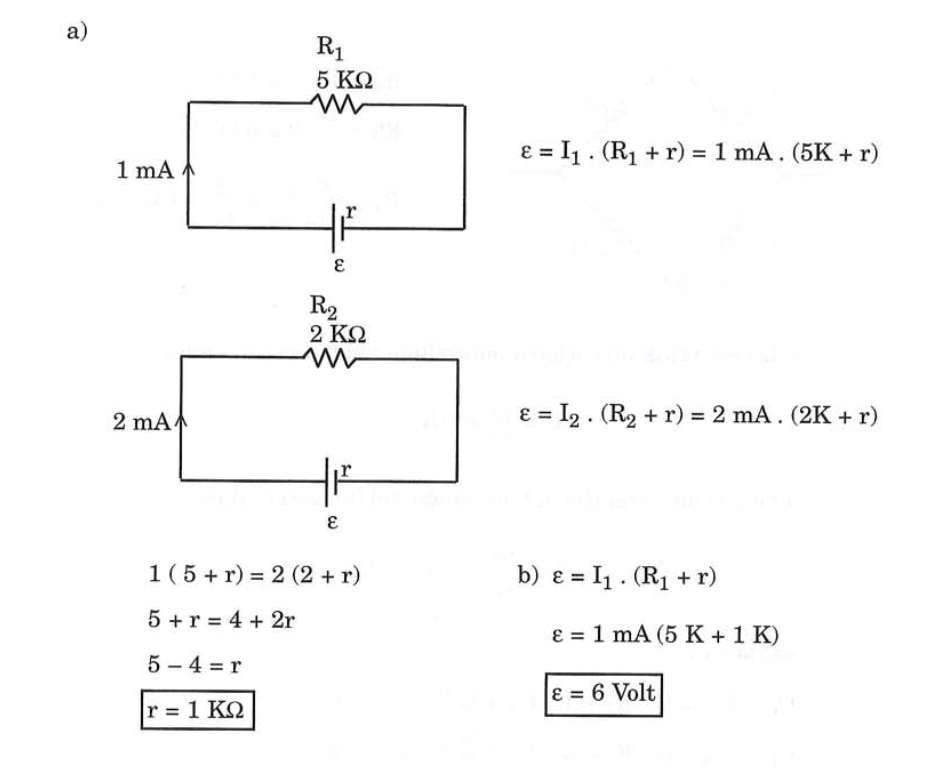 a)
R₁
5 KΩ
1 mA
r
ε
ε = I₁ . (R₁ + r) = 1 mA . (5K + r)
R₂
2 KΩ
2 mA
r
ε
ε = I₂ . (R₂ + r) = 2 mA . (2K + r)
1 ( 5 + r) = 2 (2 + r)
5 + r = 4 + 2r
5 – 4 = r
r = 1 KΩ
b) ε = I₁ . (R₁ + r)
ε = 1 mA (5 K + 1 K)
ε = 6 Volt